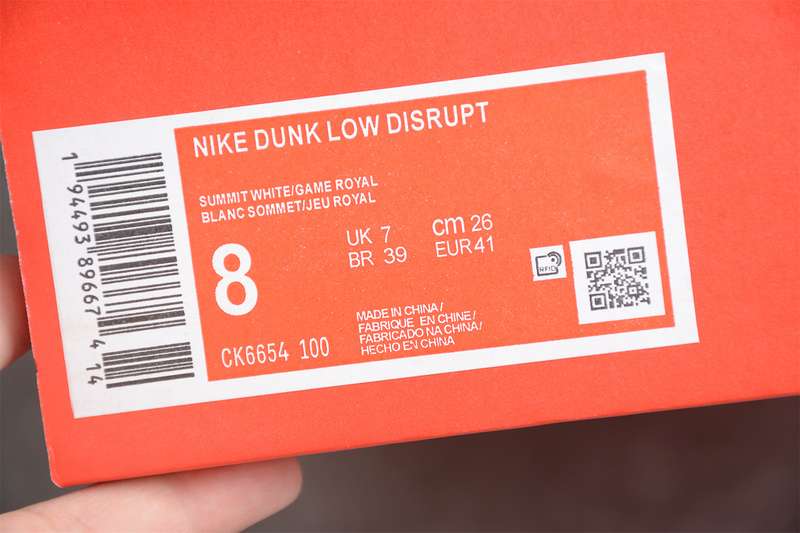 NIKE DUNK LOW DISRUPT
SUMMIT WHITE/GAME ROYAL
BLANC SOMMET/JEU ROYAL
8
UK 7
cm 26
BR 39
EUR 41
CK6654 100
MADE IN CHINA/
FABRIQUE EN CHINE/
FABRICADO NA CHINA/
HECHO EN CHINA
RFID
1 94493 89667 4 14